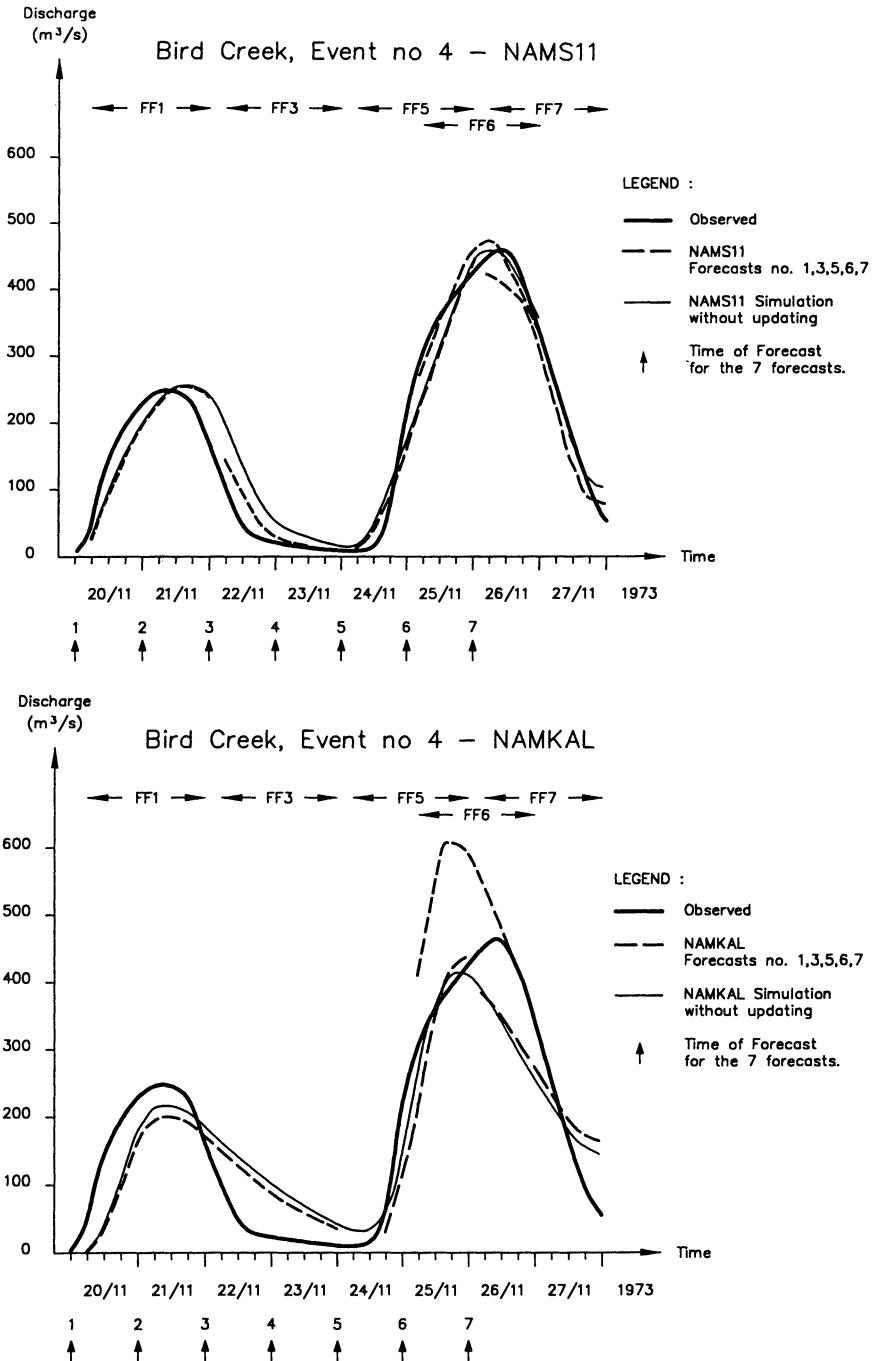 Discharge
(m³/s)
Bird Creek, Event no 4 – NAMS11
FF1 FF3 FF5 FF7
FF6
600
500
400
300
200
100
0
LEGEND :
Observed
NAMS11
Forecasts no. 1,3,5,6,7
NAMS11 Simulation
without updating
Time of Forecast
for the 7 forecasts.
Time
20/11 21/11 22/11 23/11 24/11 25/11 26/11 27/11 1973
1 2 3 4 5 6 7
Discharge
(m³/s)
Bird Creek, Event no 4 – NAMKAL
FF1 FF3 FF5 FF7
FF6
600
500
400
300
200
100
0
LEGEND :
Observed
NAMKAL
Forecasts no. 1,3,5,6,7
NAMKAL Simulation
without updating
Time of Forecast
for the 7 forecasts.
Time
20/11 21/11 22/11 23/11 24/11 25/11 26/11 27/11 1973
1 2 3 4 5 6 7